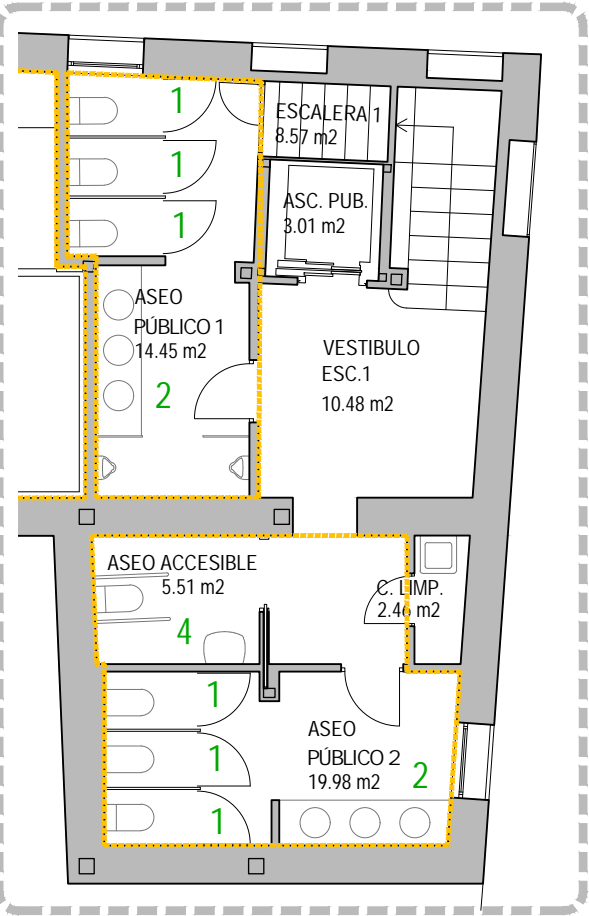 1
ESCALERA 1
8.57 m2
1
ASC. PUB.
3.01 m2
1
ASEO
PÚBLICO 1
14.45 m2
2
VESTIBULO
ESC.1
10.48 m2
ASEO ACCESIBLE
5.51 m2
4
C. LIMP.
2.46 m2
1
ASEO
PÚBLICO 2
19.98 m2
1
2
1